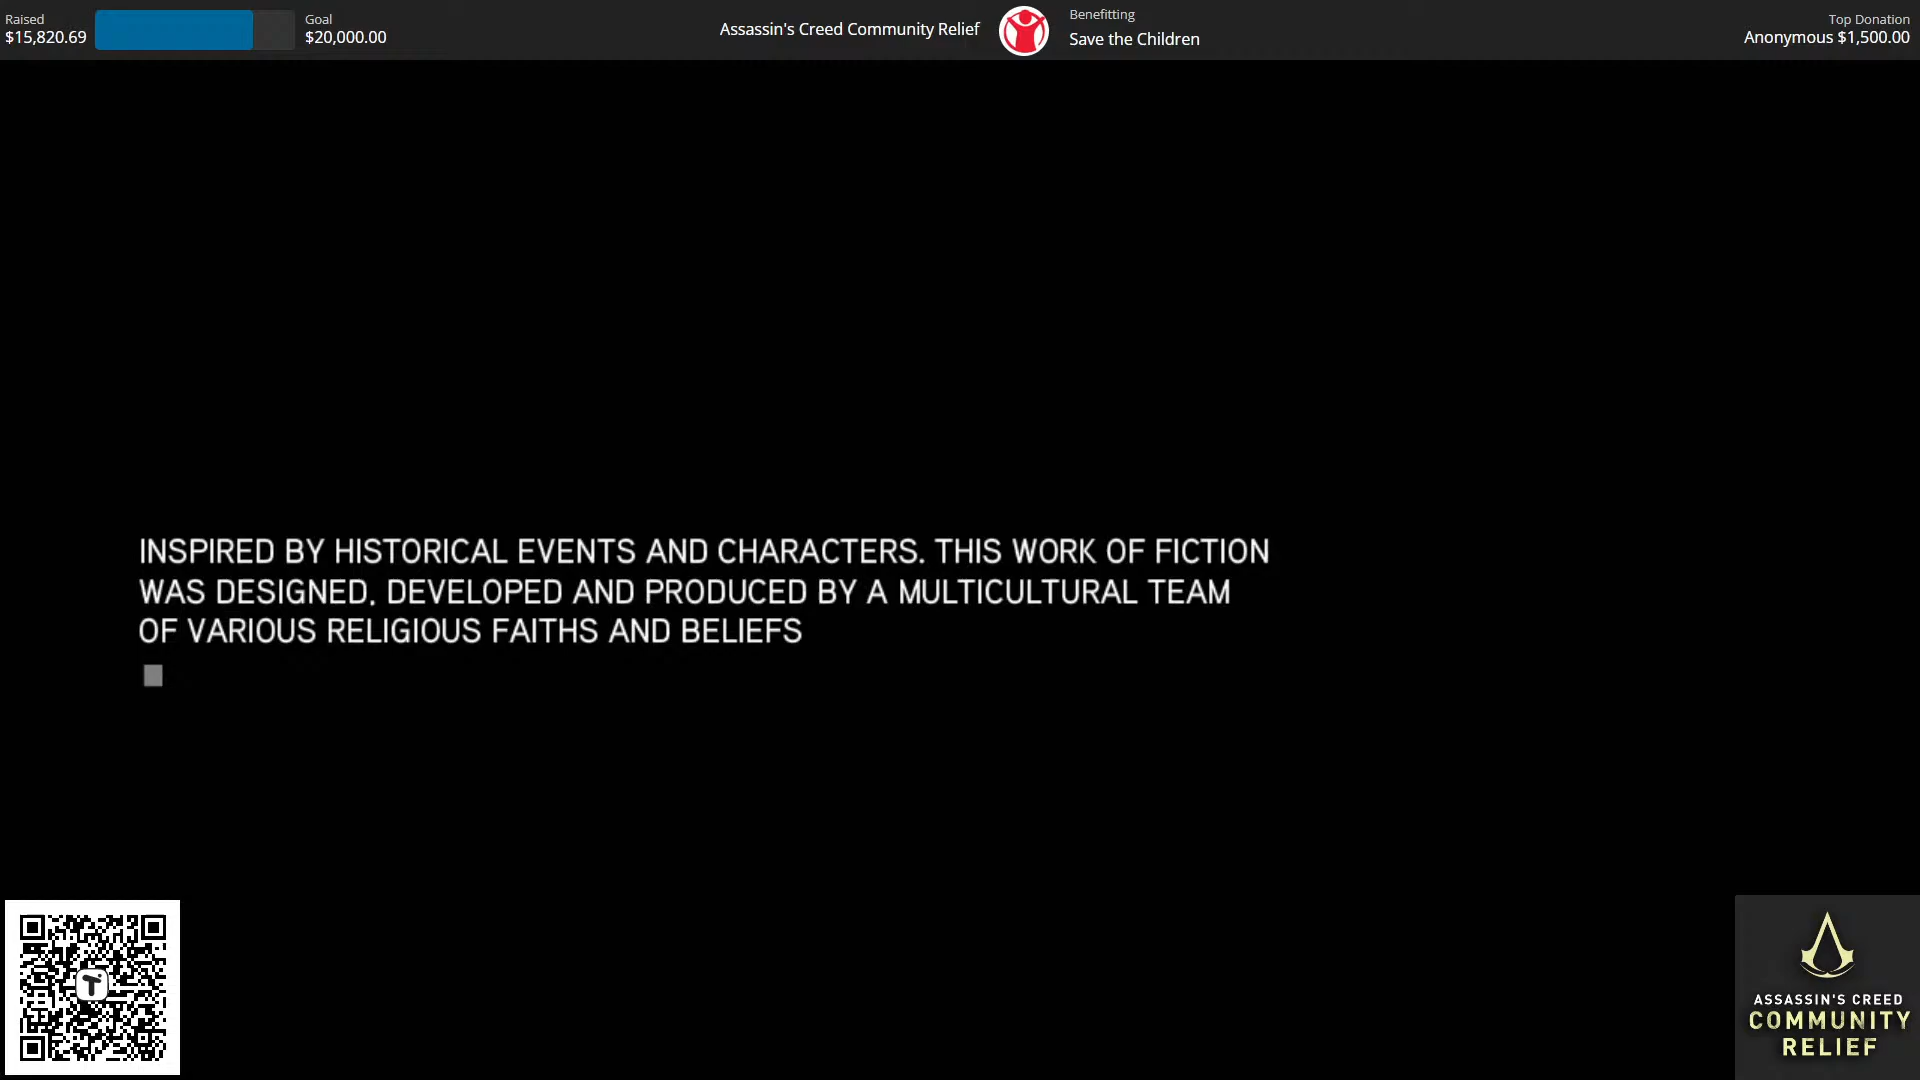 Raised
$15,820.69
Goal
$20,000.00
Assassin's Creed Community Relief
Benefitting
Save the Children
Top Donation
Anonymous $1,500.00
INSPIRED BY HISTORICAL EVENTS AND CHARACTERS. THIS WORK OF FICTION
WAS DESIGNED, DEVELOPED AND PRODUCED BY A MULTICULTURAL TEAM
OF VARIOUS RELIGIOUS FAITHS AND BELIEFS
T
ASSASSIN'S CREED
COMMUNITY
RELIEF